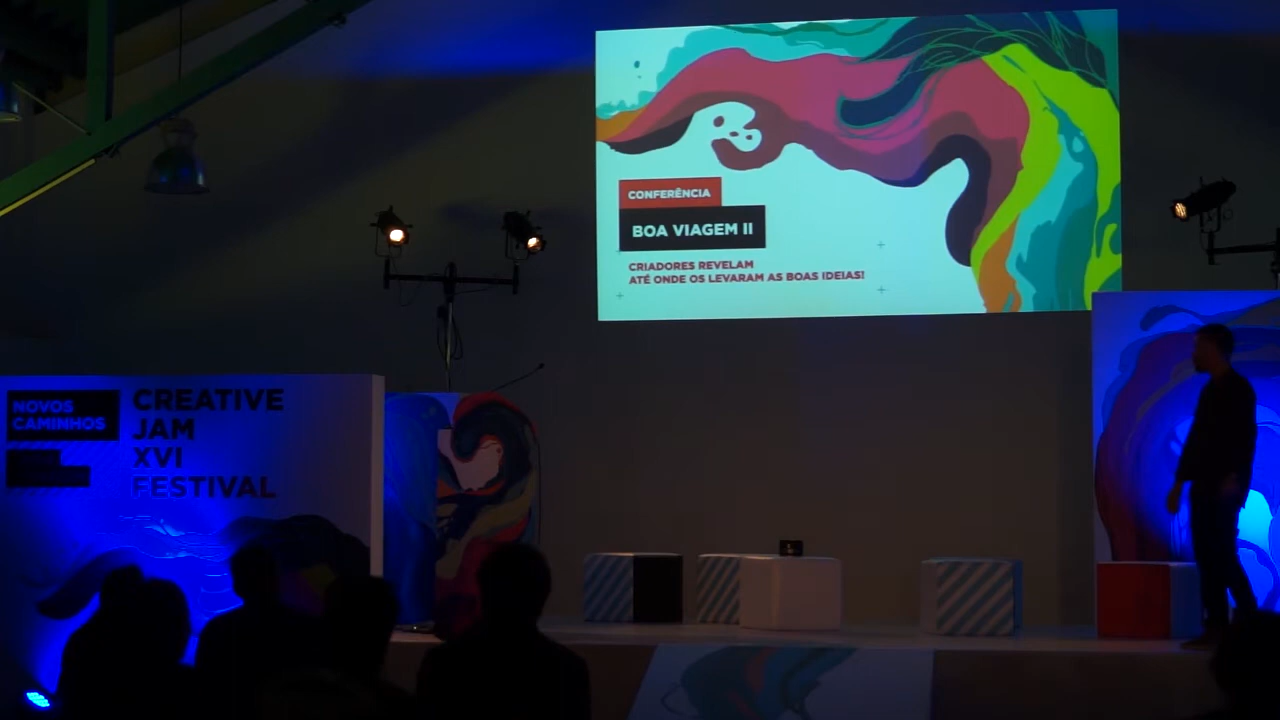 CONFERÊNCIA
BOA VIAGEM II
CRIADORES REVELAM
ATÉ ONDE OS LEVARAM AS BOAS IDEIAS!
NOVOS
CAMINHOS
CREATIVE
JAM
XVI
FESTIVAL